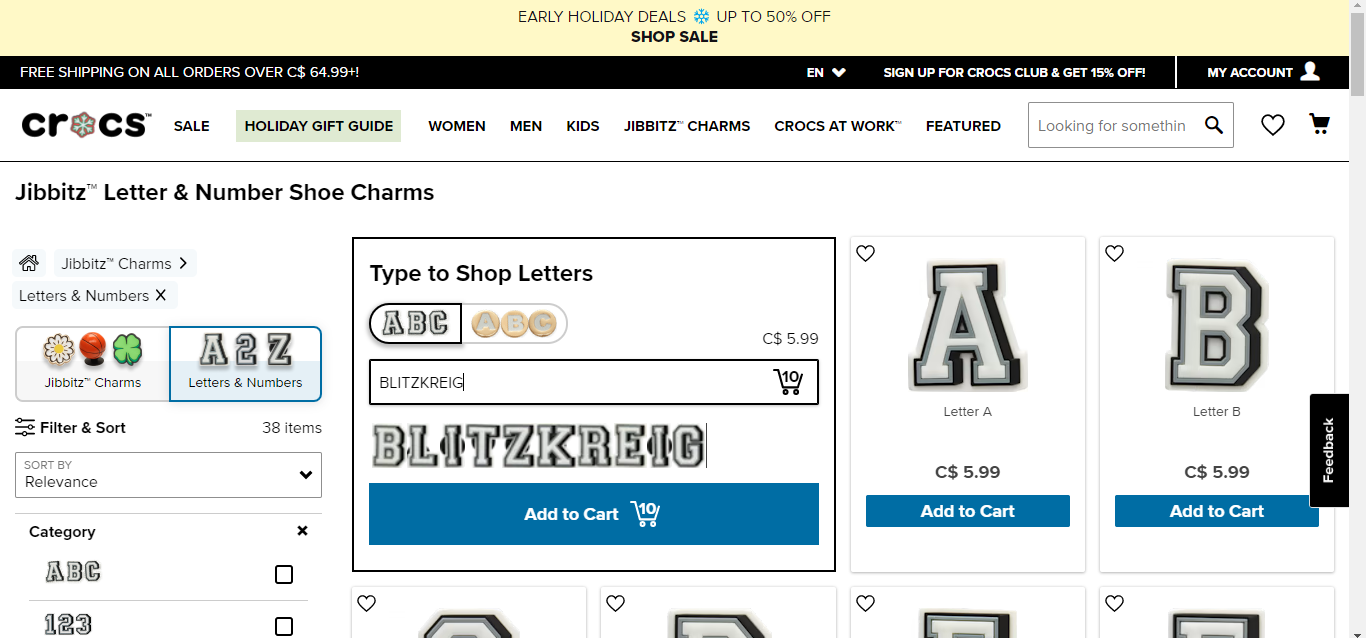 EARLY HOLIDAY DEALS ❄️ UP TO 50% OFF
SHOP SALE
FREE SHIPPING ON ALL ORDERS OVER C$ 64.99+!
EN
SIGN UP FOR CROCS CLUB & GET 15% OFF!
MY ACCOUNT
crocs™
SALE
HOLIDAY GIFT GUIDE
WOMEN
MEN
KIDS
JIBBITZ™ CHARMS
CROCS AT WORK™
FEATURED
Looking for somethin
Jibbitz™ Letter & Number Shoe Charms
Jibbitz™ Charms
Letters & Numbers X
A 2 Z
Jibbitz™ Charms
Letters & Numbers
Filter & Sort
38 items
SORT BY
Relevance
Category
ABC
123
Type to Shop Letters
ABC
ABC
C$ 5.99
BLITZKREIG
10
BLITZKREIG
Add to Cart
10
A
Letter A
C$ 5.99
Add to Cart
B
Letter B
C$ 5.99
Add to Cart
Feedback